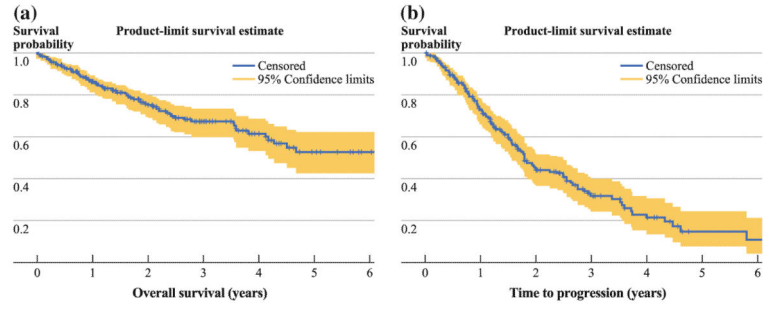 (a)
Survival
probability
Product-limit survival estimate
Censored
95% Confidence limits
1.0
0.8
0.6
0.4
0.2
0 1 2 3 4 5 6
Overall survival (years)
(b)
Survival
probability
Product-limit survival estimate
Censored
95% Confidence limits
1.0
0.8
0.6
0.4
0.2
0 1 2 3 4 5 6
Time to progression (years)